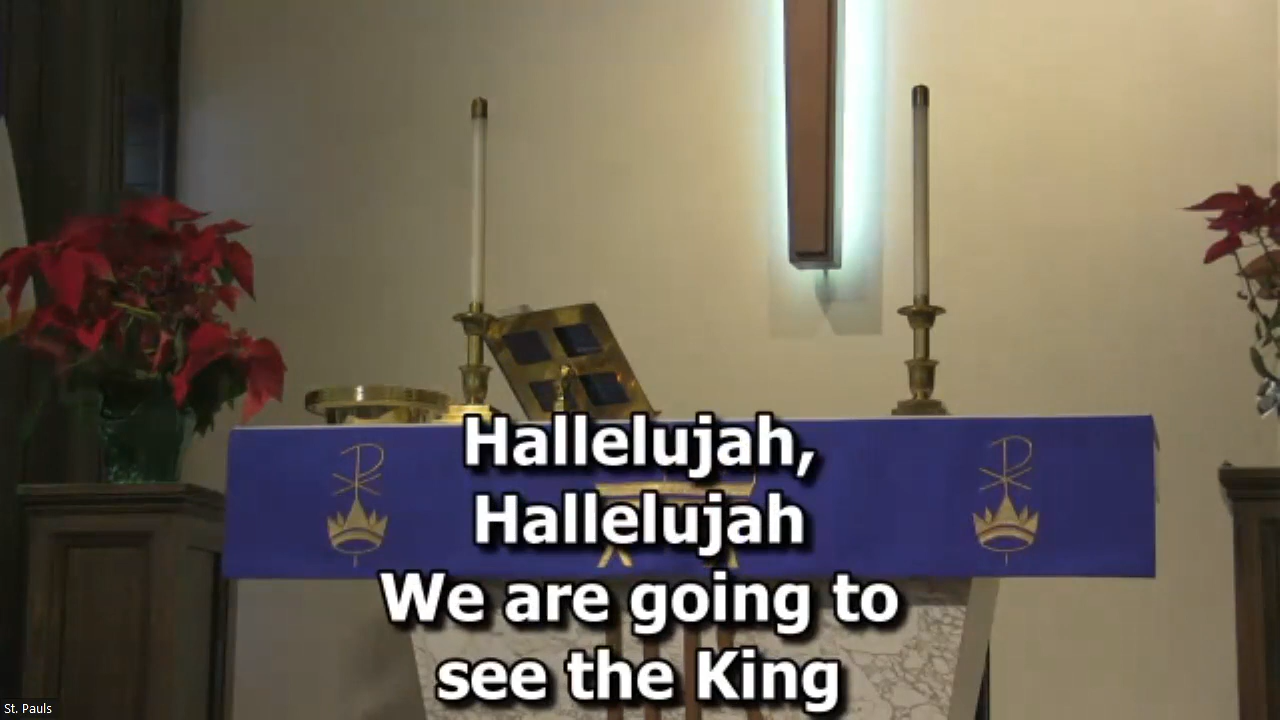 Hallelujah,
Hallelujah
We are going to
see the King
St. Pauls